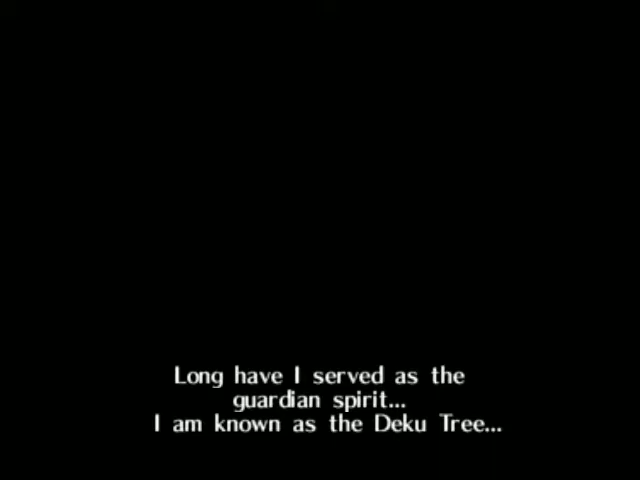 Long have I served as the
guardian spirit...
I am known as the Deku Tree...